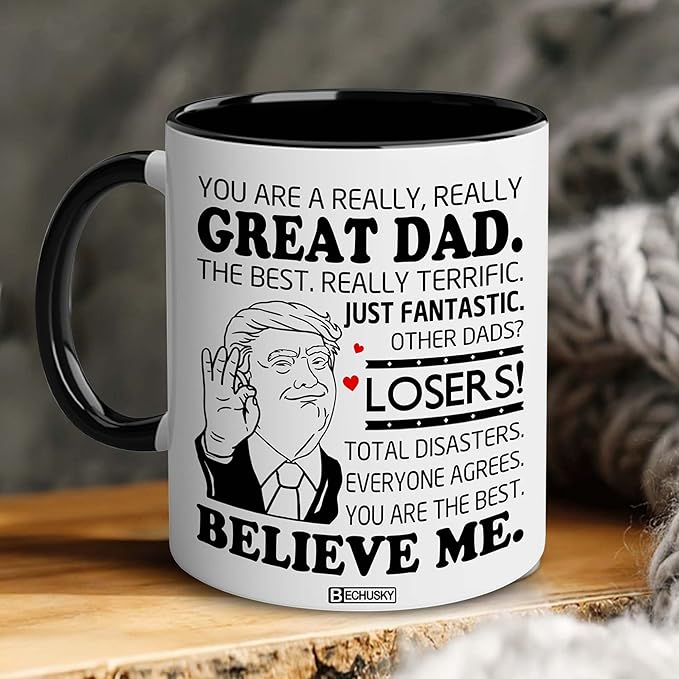 YOU ARE A REALLY, REALLY
GREAT DAD.
THE BEST. REALLY TERRIFIC.
JUST FANTASTIC.
OTHER DADS?
LOSERS!
TOTAL DISASTERS.
EVERYONE AGREES.
YOU ARE THE BEST.
BELIEVE ME.
BECHUSKY